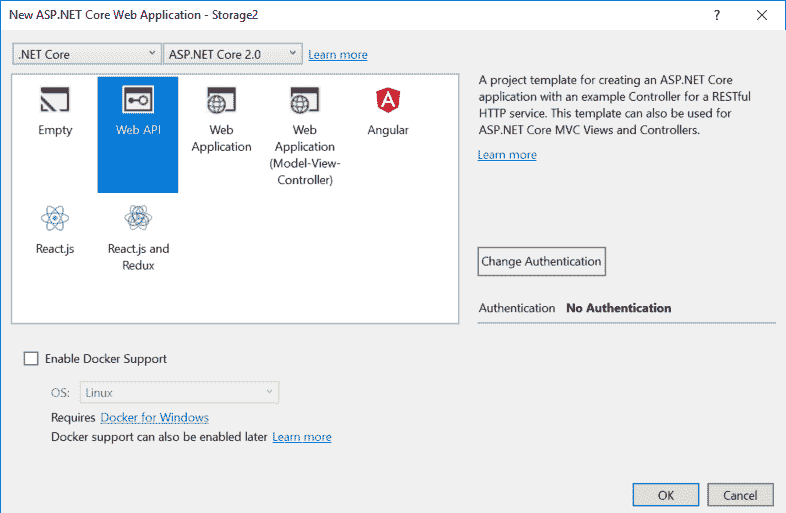 New ASP.NET Core Web Application - Storage2
.NET Core
ASP.NET Core 2.0
Learn more
Empty
Web API
Web
Application
Web
Application
(Model-View-
Controller)
Angular
React.js
React.js and
Redux
A project template for creating an ASP.NET Core
application with an example Controller for a RESTful
HTTP service. This template can also be used for
ASP.NET Core MVC Views and Controllers.
Learn more
Change Authentication
Authentication No Authentication
Enable Docker Support
OS: Linux
Requires Docker for Windows
Docker support can also be enabled later Learn more
OK
Cancel